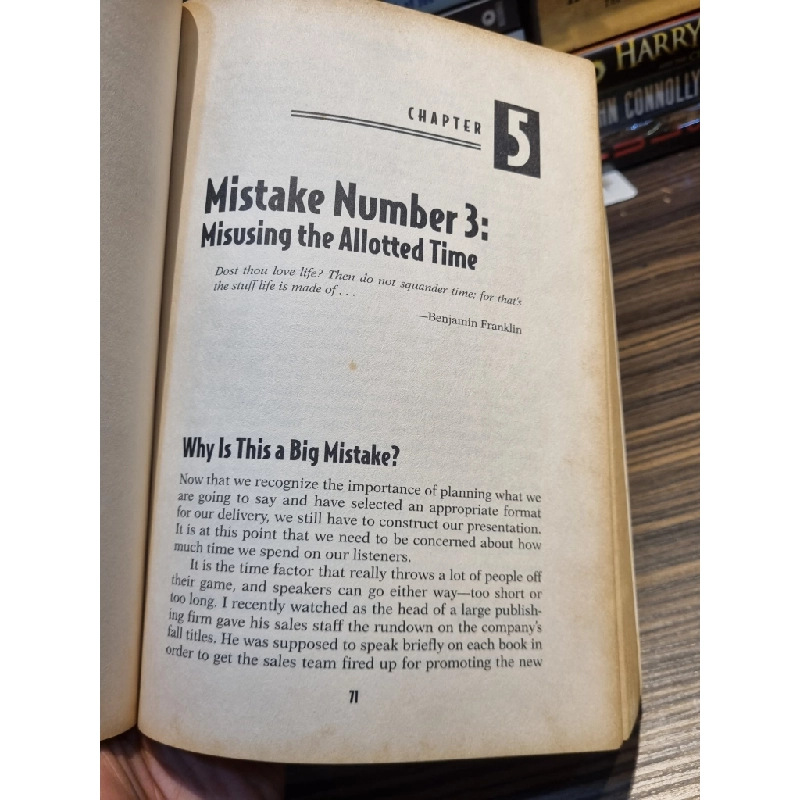 HARRY
CONNOLLY
CHAPTER 5
Mistake Number 3:
Misusing the Allotted Time
Dost thou love life? Then do not squander time; for that's
the stuff life is made of . . .
—Benjamin Franklin
Why Is This a Big Mistake?
Now that we recognize the importance of planning what we
are going to say and have selected an appropriate format
for our delivery, we still have to construct our presentation.
It is at this point that we need to be concerned about how
much time we spend on our listeners.
It is the time factor that really throws a lot of people off
their game, and speakers can go either way—too short or
too long. I recently watched as the head of a large publish-
ing firm gave his sales staff the rundown on the company's
fall titles. He was supposed to speak briefly on each book in
order to get the sales team fired up for promoting the new
71